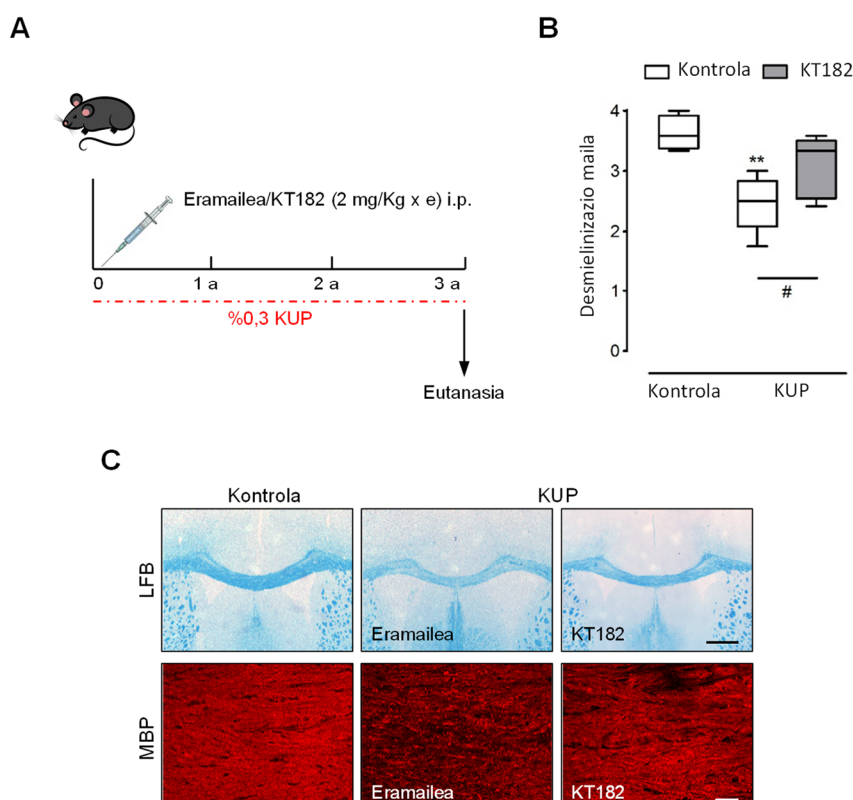 A
Eramailea/KT182 (2 mg/Kg x e) i.p.
0 1 a 2 a 3 a
%0,3 KUP
Eutanasia
B
Kontrola KT182
Desmielinizazio maila
4
3
2
1
0
**
#
Kontrola KUP
C
Kontrola KUP
LFB
Eramailea KT182
MBP
Eramailea KT182